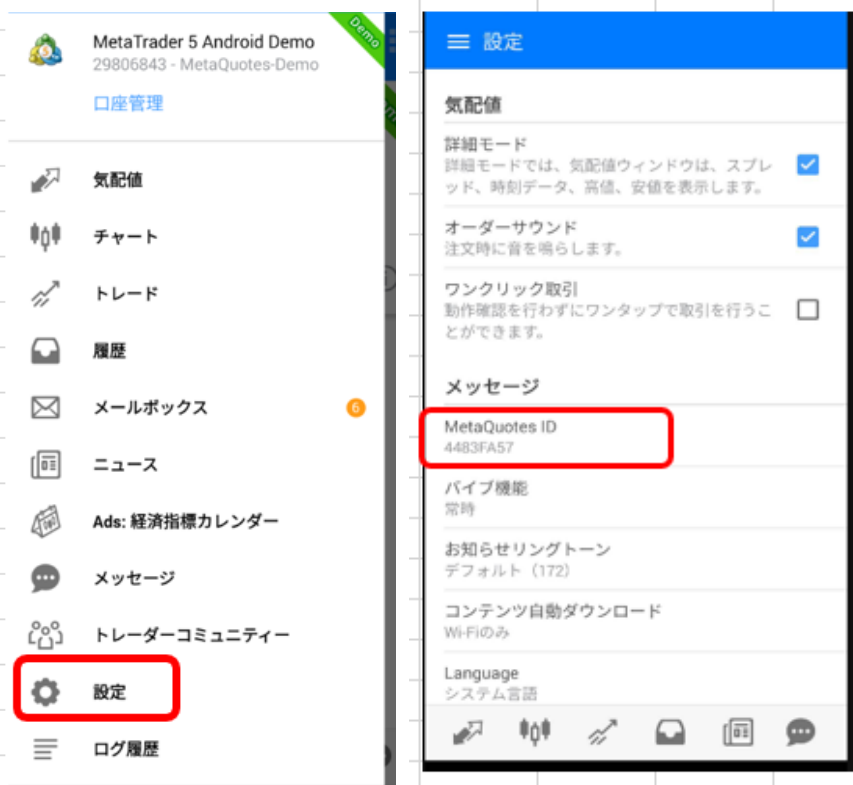 MetaTrader 5 Android Demo
29806843 - MetaQuotes-Demo
Demo
口座管理
気配値
チャート
トレード
履歴
メールボックス
6
ニュース
Ads: 経済指標カレンダー
メッセージ
トレーダーコミュニティー
設定
ログ履歴
設定
気配値
詳細モード
詳細モードでは、気配値ウィンドウは、スプレ
ッド、時刻データ、高値、安値を表示します。
オーダーサウンド
注文時に音を鳴らします。
ワンクリック取引
動作確認を行わずにワンタップで取引を行うこ
とができます。
メッセージ
MetaQuotes ID
4483FA57
バイブ機能
常時
お知らせリングトーン
デフォルト（172）
コンテンツ自動ダウンロード
Wi-Fiのみ
Language
システム言語